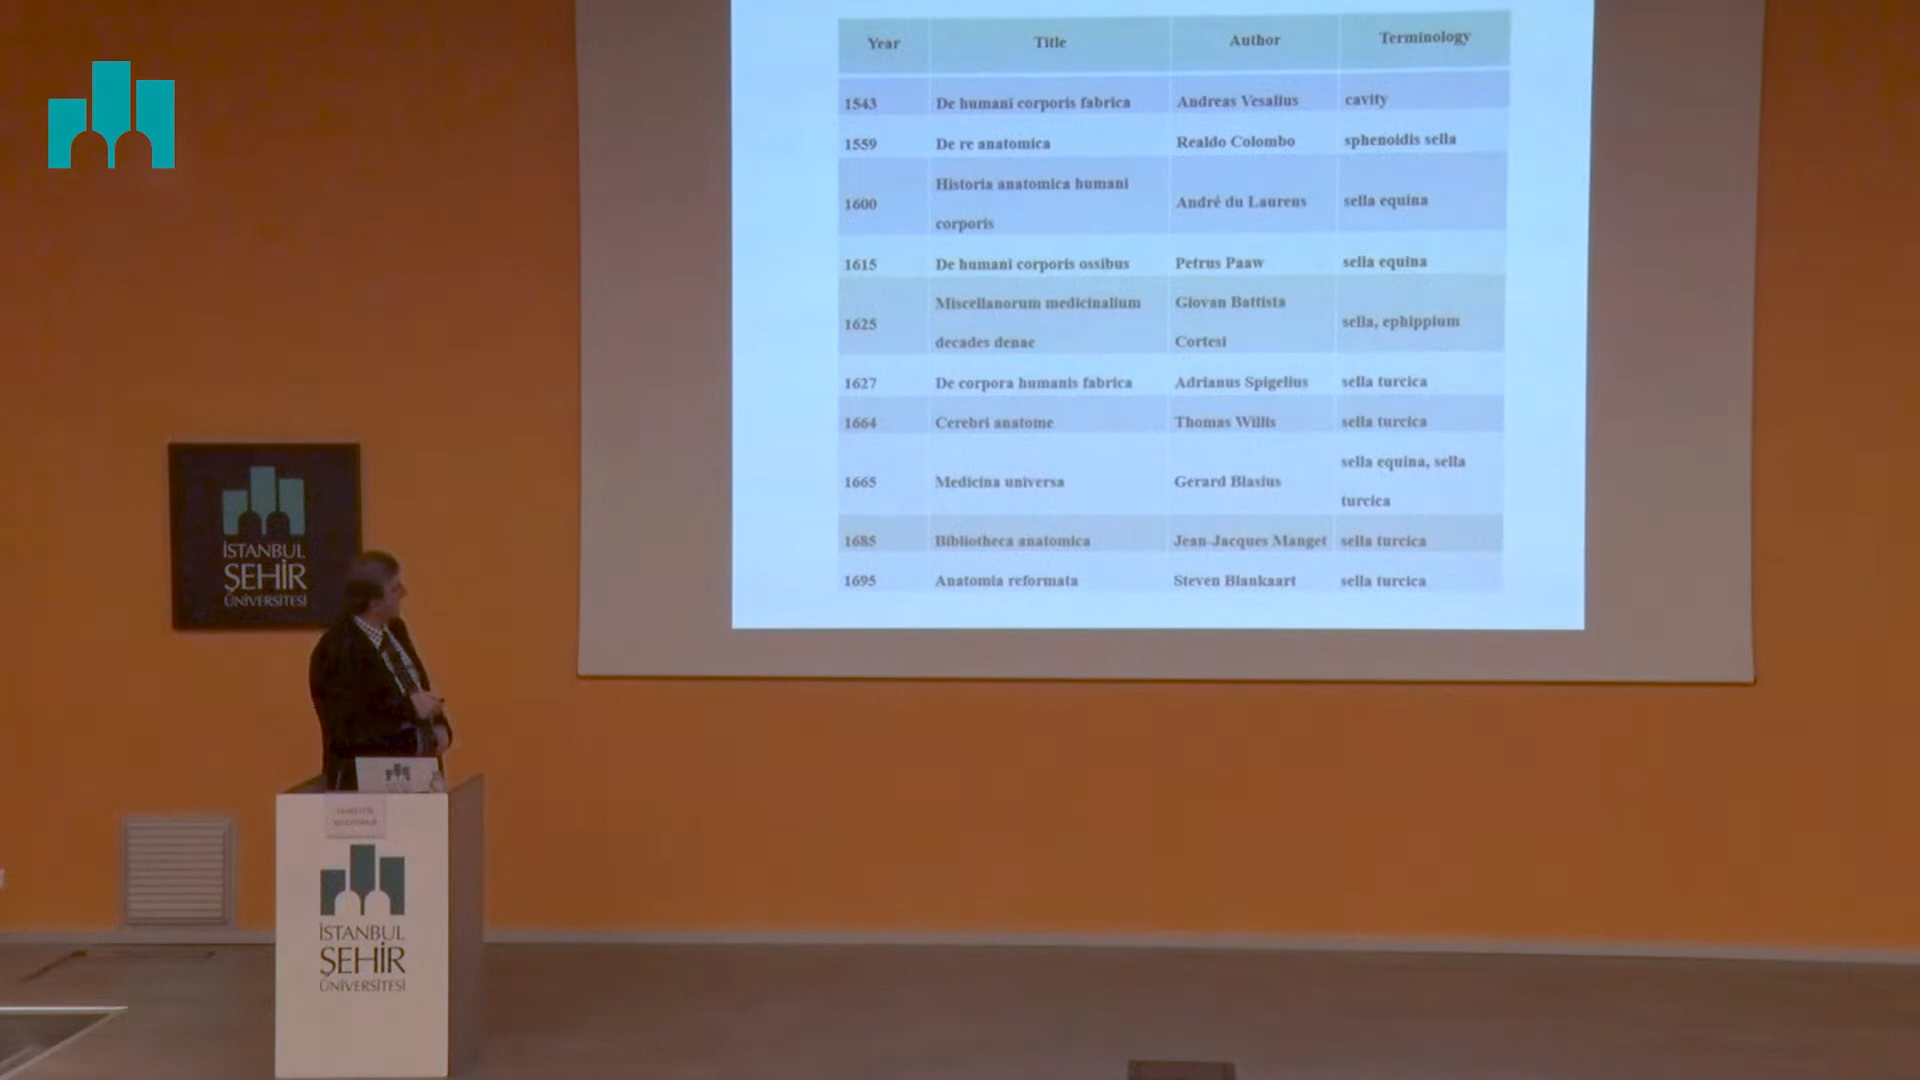 Year Title Author Terminology
1543 De humani corporis fabrica Andreas Vesalius cavity
1559 De re anatomica Realdo Colombo sphenoidis sella
Historia anatomica humani
1600 André du Laurens sella equina
corporis
1615 De humani corporis ossibus Petrus Paaw sella equina
Miscellanorum medicinalium Giovan Battista
1625 sella, ephippium
decades denae Cortesi
1627 De corpora humanis fabrica Adrianus Spigelius sella turcica
1664 Cerebri anatome Thomas Willis sella turcica
sella equina, sella
1665 Medicina universa Gerard Blasius
turcica
1685 Bibliotheca anatomica Jean-Jacques Manget sella turcica
1695 Anatomia reformata Steven Blankaart sella turcica
İSTANBUL
ŞEHİR
ÜNİVERSİTESİ
İSTANBUL
ŞEHİR
ÜNİVERSİTESİ